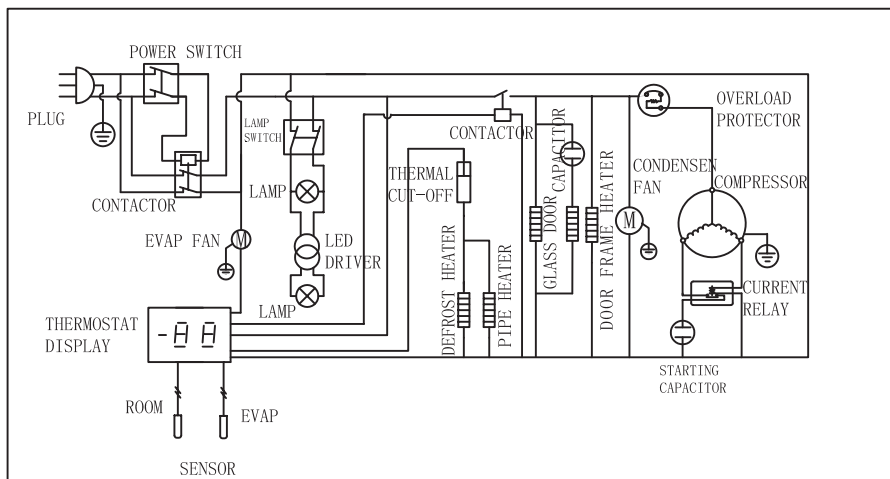 POWER SWITCH
PLUG
CONTACTOR
LAMP
SWITCH
LAMP
EVAP FAN
LED
DRIVER
LAMP
THERMOSTAT
DISPLAY
ROOM
EVAP
SENSOR
THERMAL
CUT-OFF
DEFROST HEATER
PIPE HEATER
CONTACTOR
CAPACITOR
GLASS DOOR
DOOR FRAME HEATER
CONDENSEN
FAN
M
M
OVERLOAD
PROTECTOR
COMPRESSOR
CURRENT
RELAY
STARTING
CAPACITOR